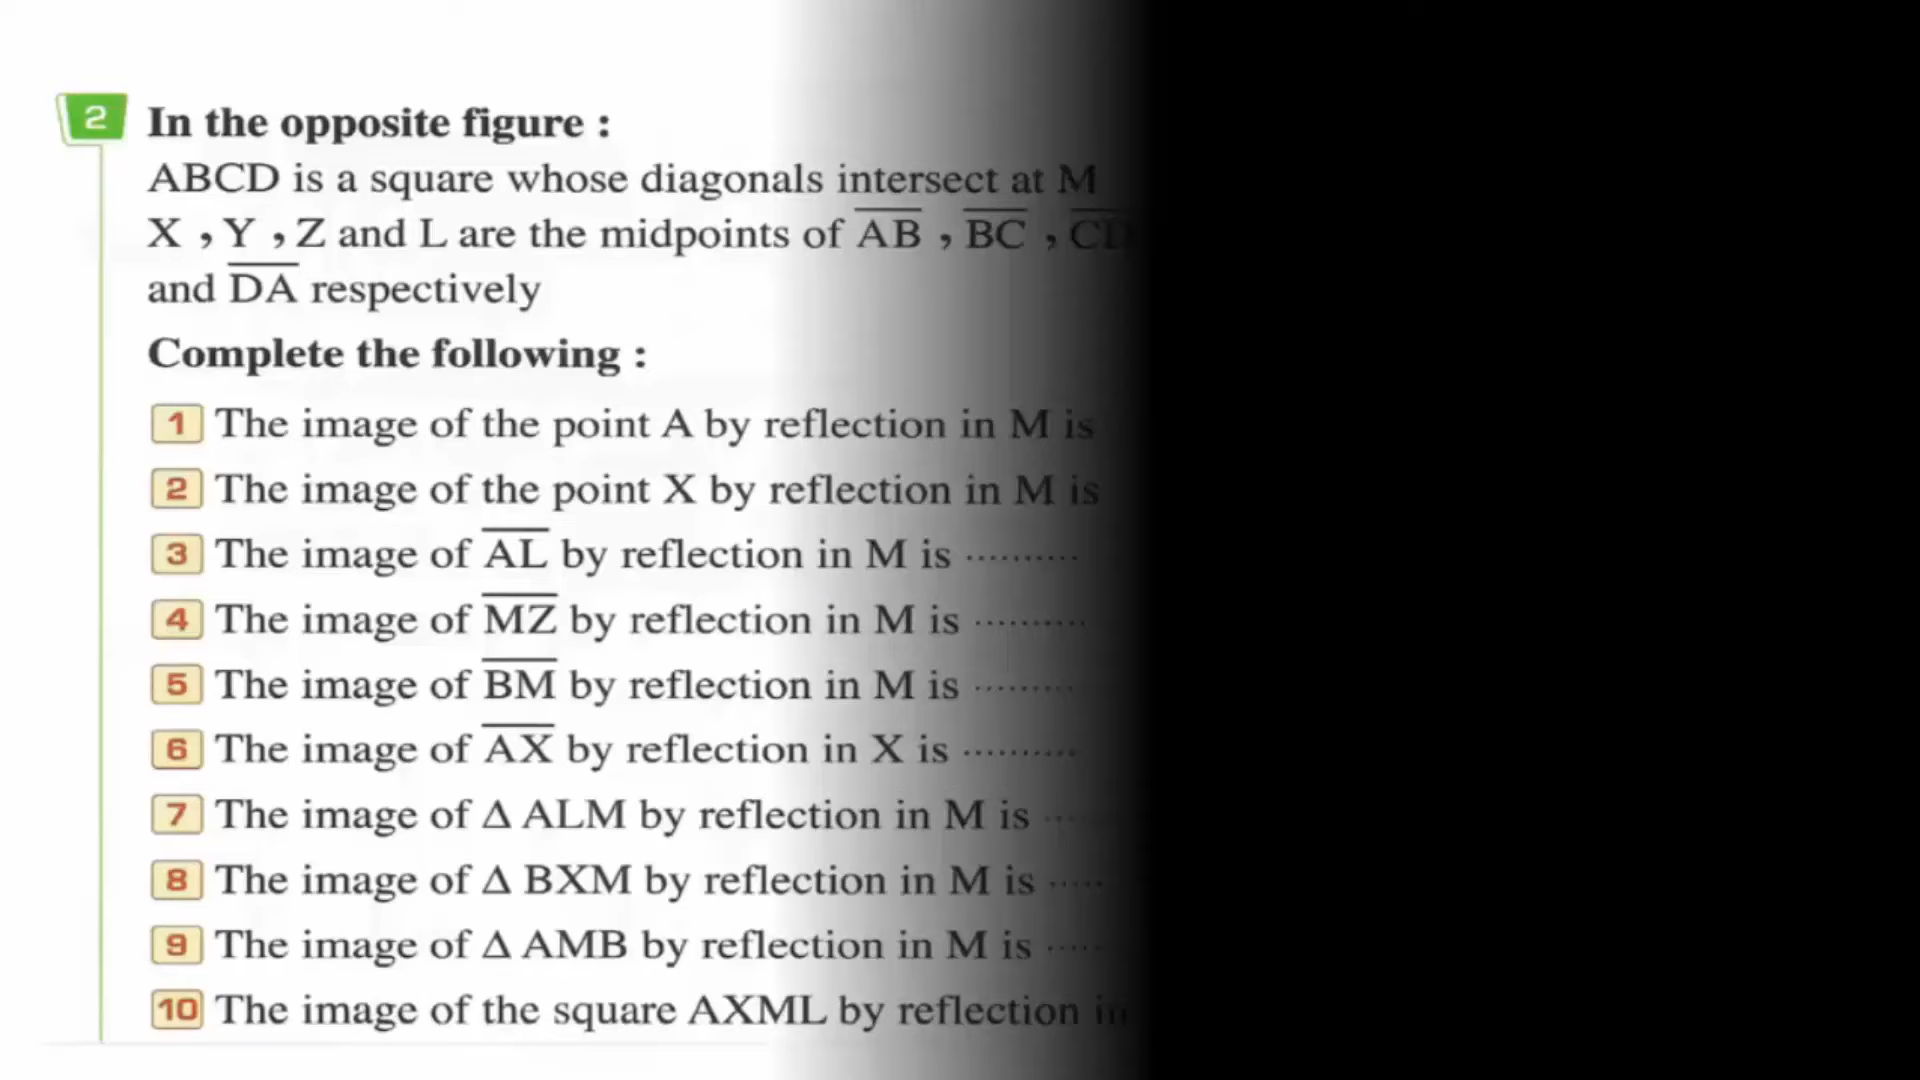 2 In the opposite figure :
ABCD is a square whose diagonals intersect at M
X , Y , Z and L are the midpoints of AB , BC , CD
and DA respectively
Complete the following :
1 The image of the point A by reflection in M is
2 The image of the point X by reflection in M is
3 The image of AL by reflection in M is ..........
4 The image of MZ by reflection in M is ..........
5 The image of BM by reflection in M is .........
6 The image of AX by reflection in X is ..........
7 The image of Δ ALM by reflection in M is ....
8 The image of Δ BXM by reflection in M is .....
9 The image of Δ AMB by reflection in M is .....
10 The image of the square AXML by reflection in